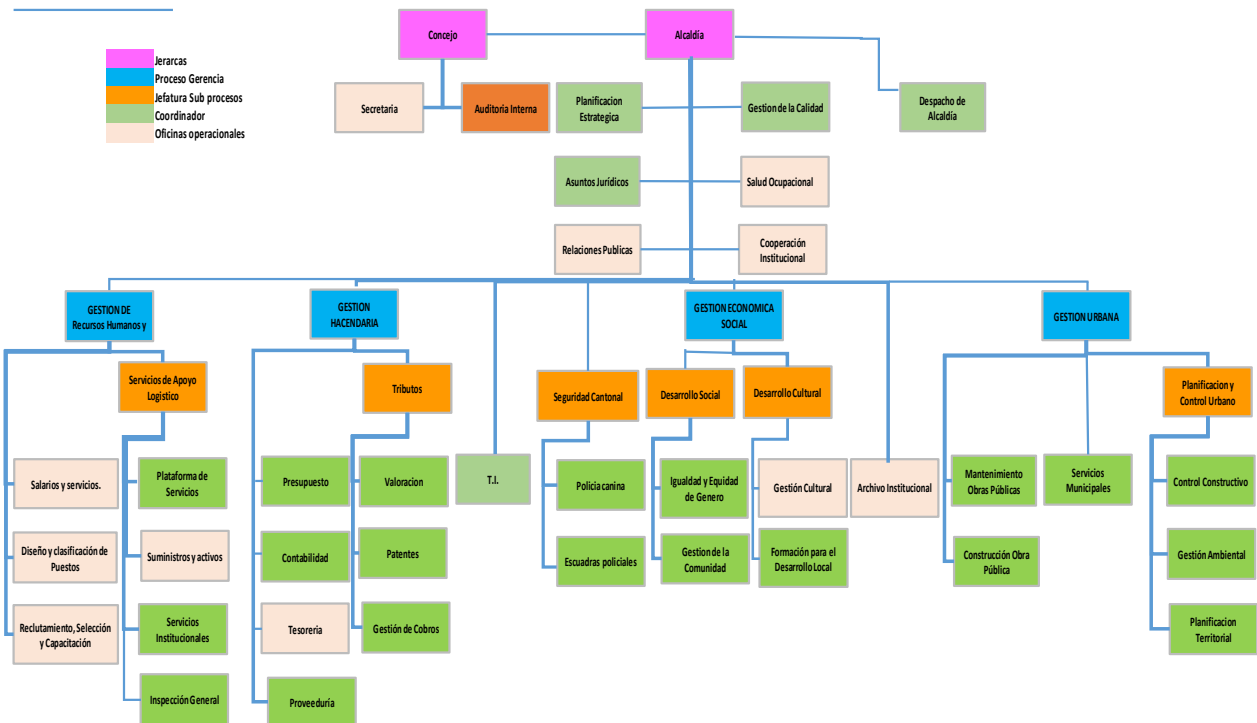 Concejo
Alcaldía
Jerarcas
Proceso Gerencia
Jefatura Sub procesos
Coordinador
Oficinas operacionales
Secretaria
Auditoria Interna
Planificacion
Estrategica
Gestion de la Calidad
Despacho de
Alcaldía
Asuntos Jurídicos
Salud Ocupacional
Relaciones Publicas
Cooperación
Institucional
GESTION DE
Recursos Humanos y
GESTION
HACENDARIA
GESTION ECONOMICA
SOCIAL
GESTION URBANA
Servicios de Apoyo
Logistico
Tributos
Seguridad Cantonal
Desarrollo Social
Desarrollo Cultural
Planificacion y
Control Urbano
Salarios y servicios.
Plataforma de
Servicios
Presupuesto
Valoracion
T.I.
Policia canina
Igualdad y Equidad
de Genero
Gestión Cultural
Archivo Institucional
Mantenimiento
Obras Públicas
Servicios
Municipales
Control Constructivo
Diseño y clasificación de
Puestos
Suministros y activos
Contabilidad
Patentes
Escuadras policiales
Gestion de la
Comunidad
Formación para el
Desarrollo Local
Construcción Obra
Pública
Gestión Ambiental
Reclutamiento, Selección
y Capacitación
Servicios
Institucionales
Tesoreria
Gestión de Cobros
Planificacion
Territorial
Inspección General
Proveeduría